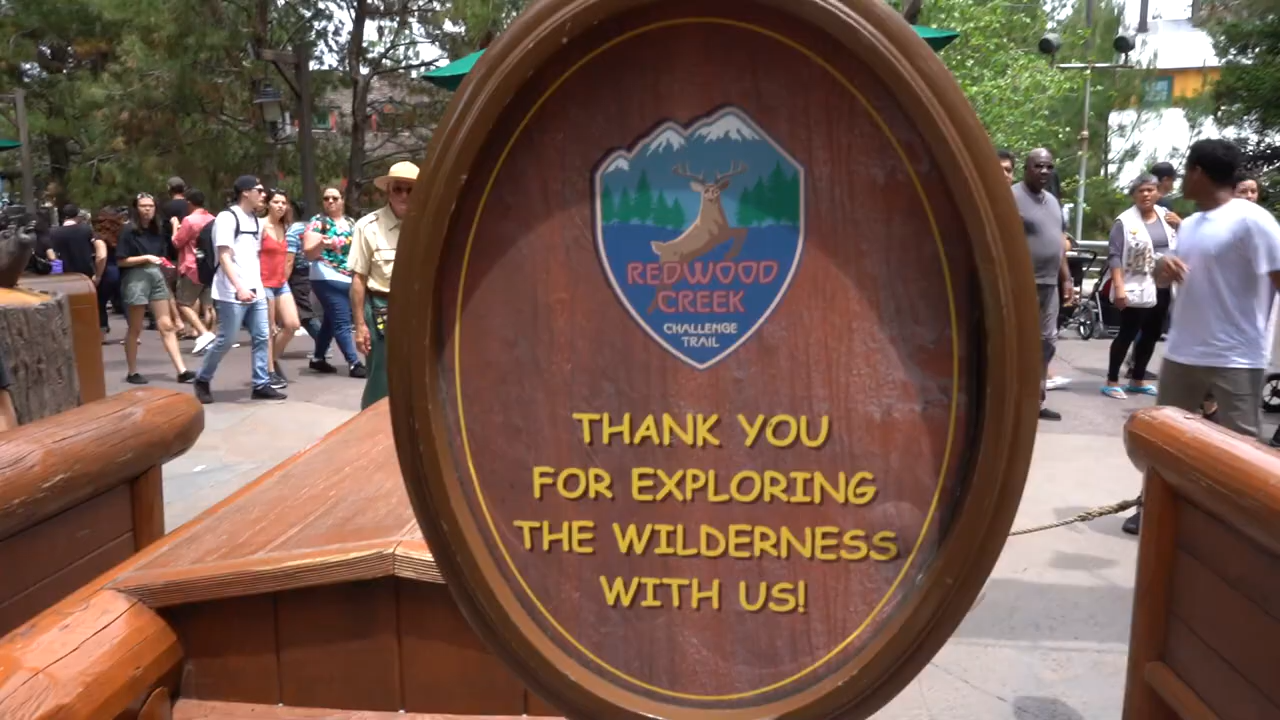 REDWOOD
CREEK
CHALLENGE
TRAIL
THANK YOU
FOR EXPLORING
THE WILDERNESS
WITH US!